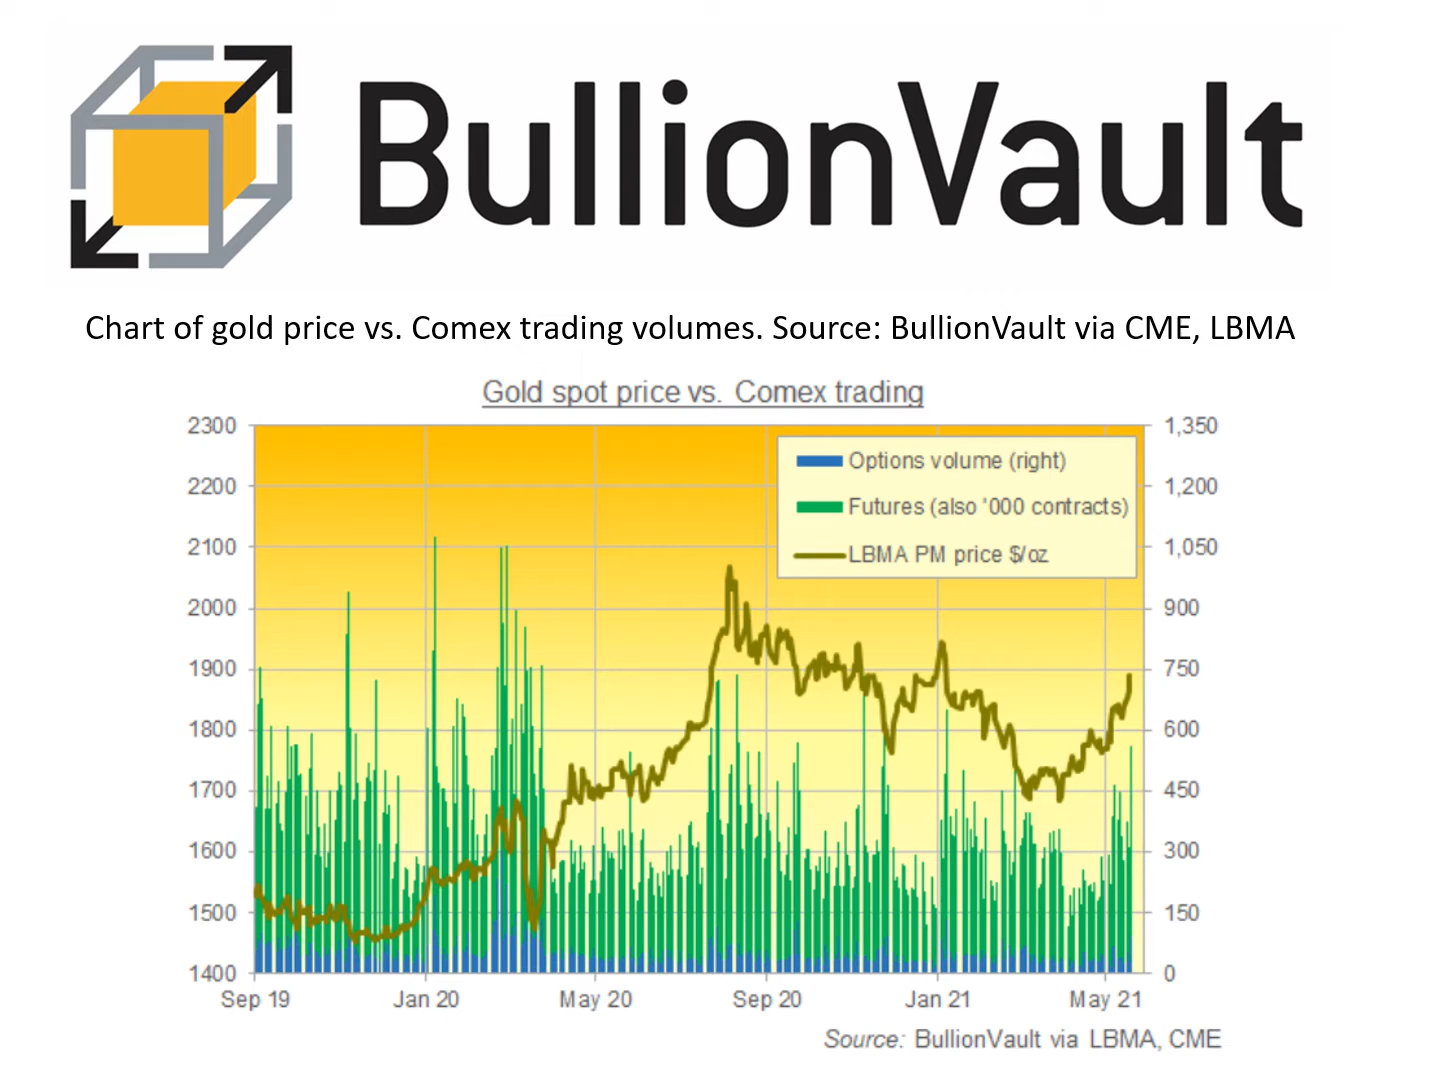 BullionVault
Chart of gold price vs. Comex trading volumes. Source: BullionVault via CME, LBMA
Gold spot price vs. Comex trading
2300
2200
2100
2000
1900
1800
1700
1600
1500
1400
Options volume (right)
Futures (also '000 contracts)
LBMA PM price $/oz
1,350
1,200
1,050
900
750
600
450
300
150
0
Sep 19 Jan 20 May 20 Sep 20 Jan 21 May 21
Source: BullionVault via LBMA, CME